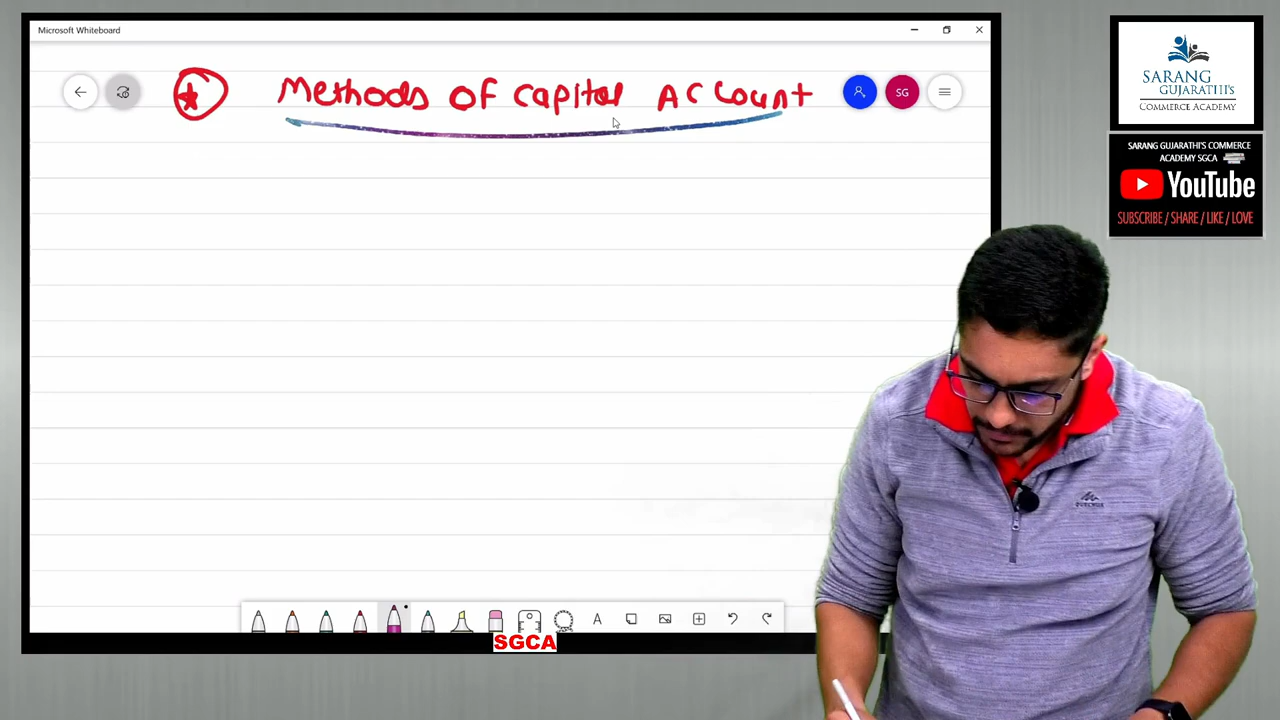 Microsoft Whiteboard
Methods of capital Account
SG
SARANG
GUJARATHI'S
COMMERCE ACADEMY
SARANG GUJARATHI'S COMMERCE
ACADEMY SGCA
YouTube
SUBSCRIBE / SHARE / LIKE / LOVE
QUECHUA
A
SGCA